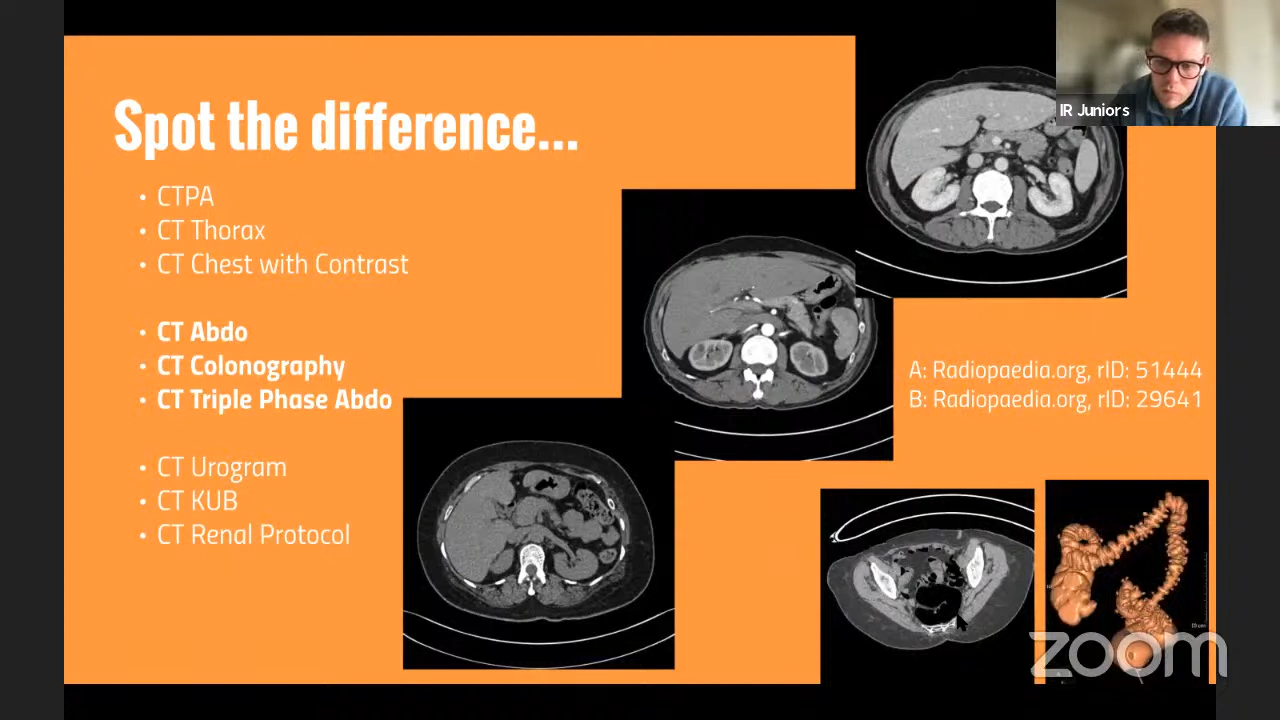 IR Juniors
Spot the difference...
• CTPA
• CT Thorax
• CT Chest with Contrast
• CT Abdo
• CT Colonography
• CT Triple Phase Abdo
• CT Urogram
• CT KUB
• CT Renal Protocol
A: Radiopaedia.org, rID: 51444
B: Radiopaedia.org, rID: 29641
zoom